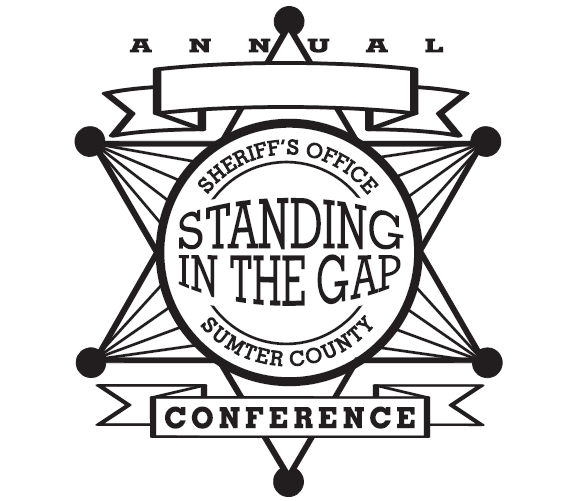 ANNUAL
SHERIFF'S OFFICE
STANDING
IN THE GAP
SUMTER COUNTY
CONFERENCE